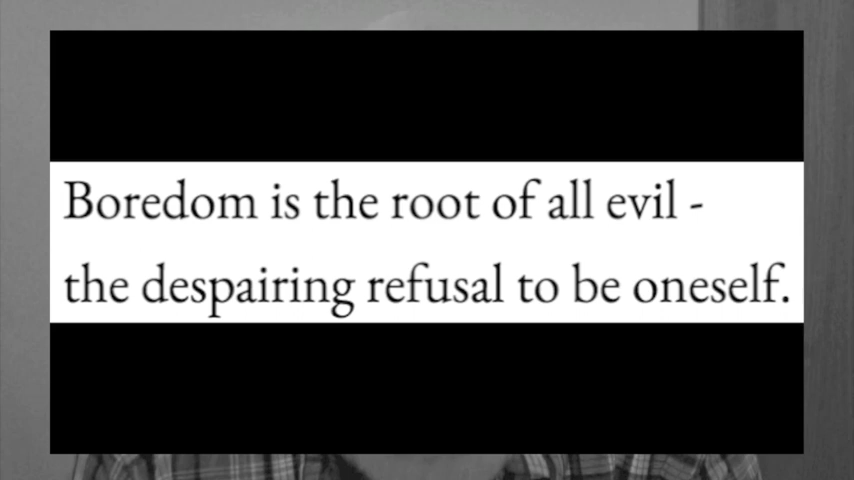 Boredom is the root of all evil -
the despairing refusal to be oneself.